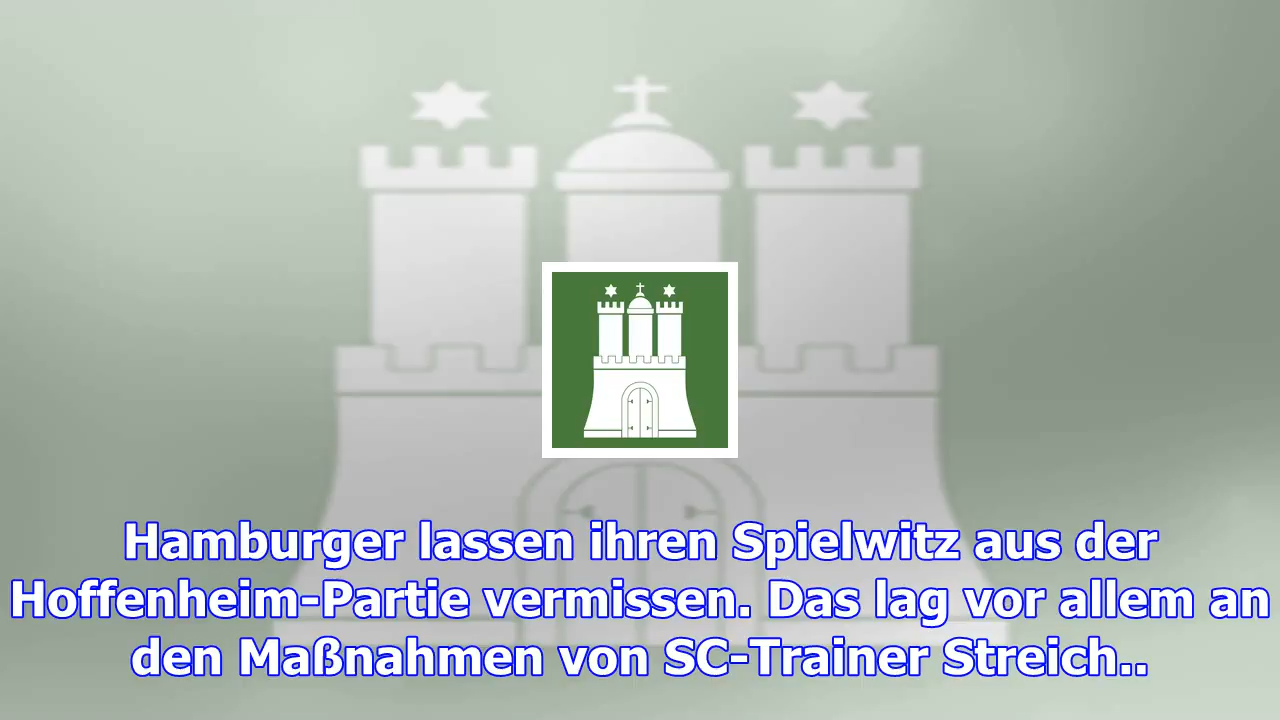 Hamburger lassen ihren Spielwitz aus der
Hoffenheim-Partie vermissen. Das lag vor allem an
den Maßnahmen von SC-Trainer Streich..